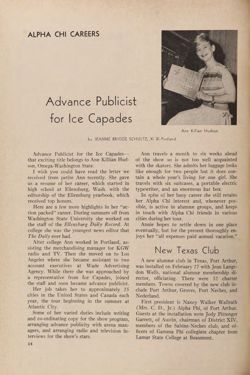 ALPHA CHI CAREERS
Ann Killian Hudson
Advance Publicist
for Ice Capades
by JEANNE BRIGGS SCHULTZ, Xi III-Portland
Advance Publicist for the Ice Capades—
that exciting title belongs to Ann Killian Hud-
son, Omega-Washington State.
I wish you could have read the letter we
received from petite Ann recently. She gave
us a resume of her career, which started in
high school at Ellensburg, Wash. with the
editorship of the Ellensburg yearbook, which
received top honors.
Here are a few more highlights in her "ac-
tion packed" career. During summers off from
Washington State University she worked on
the staff of the Ellensburg Daily Record. In
college she was the youngest news editor that
The Daily ever had.
After college Ann worked in Portland, as-
sisting the merchandising manager for KGW
radio and TV. Then she moved on to Los
Angeles where she became assistant to two
account executives at Wade Advertising
Agency. While there she was approached by
a representative from Ice Capades, joined
the staff and soon became advance publicist.
Her job takes her to approximately 15
cities in the United States and Canada each
year, the tour beginning in the summer at
Atlantic City.
Some of her varied duties include writing
and co-ordinating copy for the show program,
arranging advance publicity with arena man-
agers, and arranging radio and television in-
terviews for the show's stars.
Ann travels a month to six weeks ahead
of the show so is not too well acquainted
with the skaters. She admits her luggage looks
like enough for two people but it does con-
tain a whole year's living for one girl. She
travels with six suitcases, a portable electric
typewriter, and an enormous hat box.
In spite of her busy career she still retains
her Alpha Chi interest and, whenever pos-
sible, is active in alumnae groups, and keeps
in touch with Alpha Chi friends in various
cities during her tour.
Annie hopes to settle down in one place
eventually, but for the present thoroughly en-
joys her "all expenses paid annual vacation."
New Texas Club
A new alumnae club in Texas, Port Arthur,
was installed on February 27 with Jean Lange-
don Wells, national alumnae membership di-
rector, officiating. There were 11 charter
members. Towns covered by the new club in-
clude Port Arthur, Groves, Port Neches, and
Nederland.
First president is Nancy Walker Wallrath
(Mrs. C. D., Jr.) Alpha Phi, of Port Arthur.
Guests at the installation were Judy Pittenger
Garrett, of Austin, chairman of District XIV,
members of the Nabian-Neches club, and of-
ficers of Gamma Phi collegiate chapter from
Lamar State College at Beaumont.
14